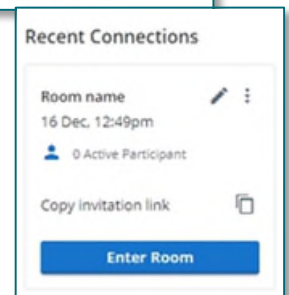 Recent Connections
Room name
16 Dec, 12:49pm
0 Active Participant
Copy invitation link
Enter Room